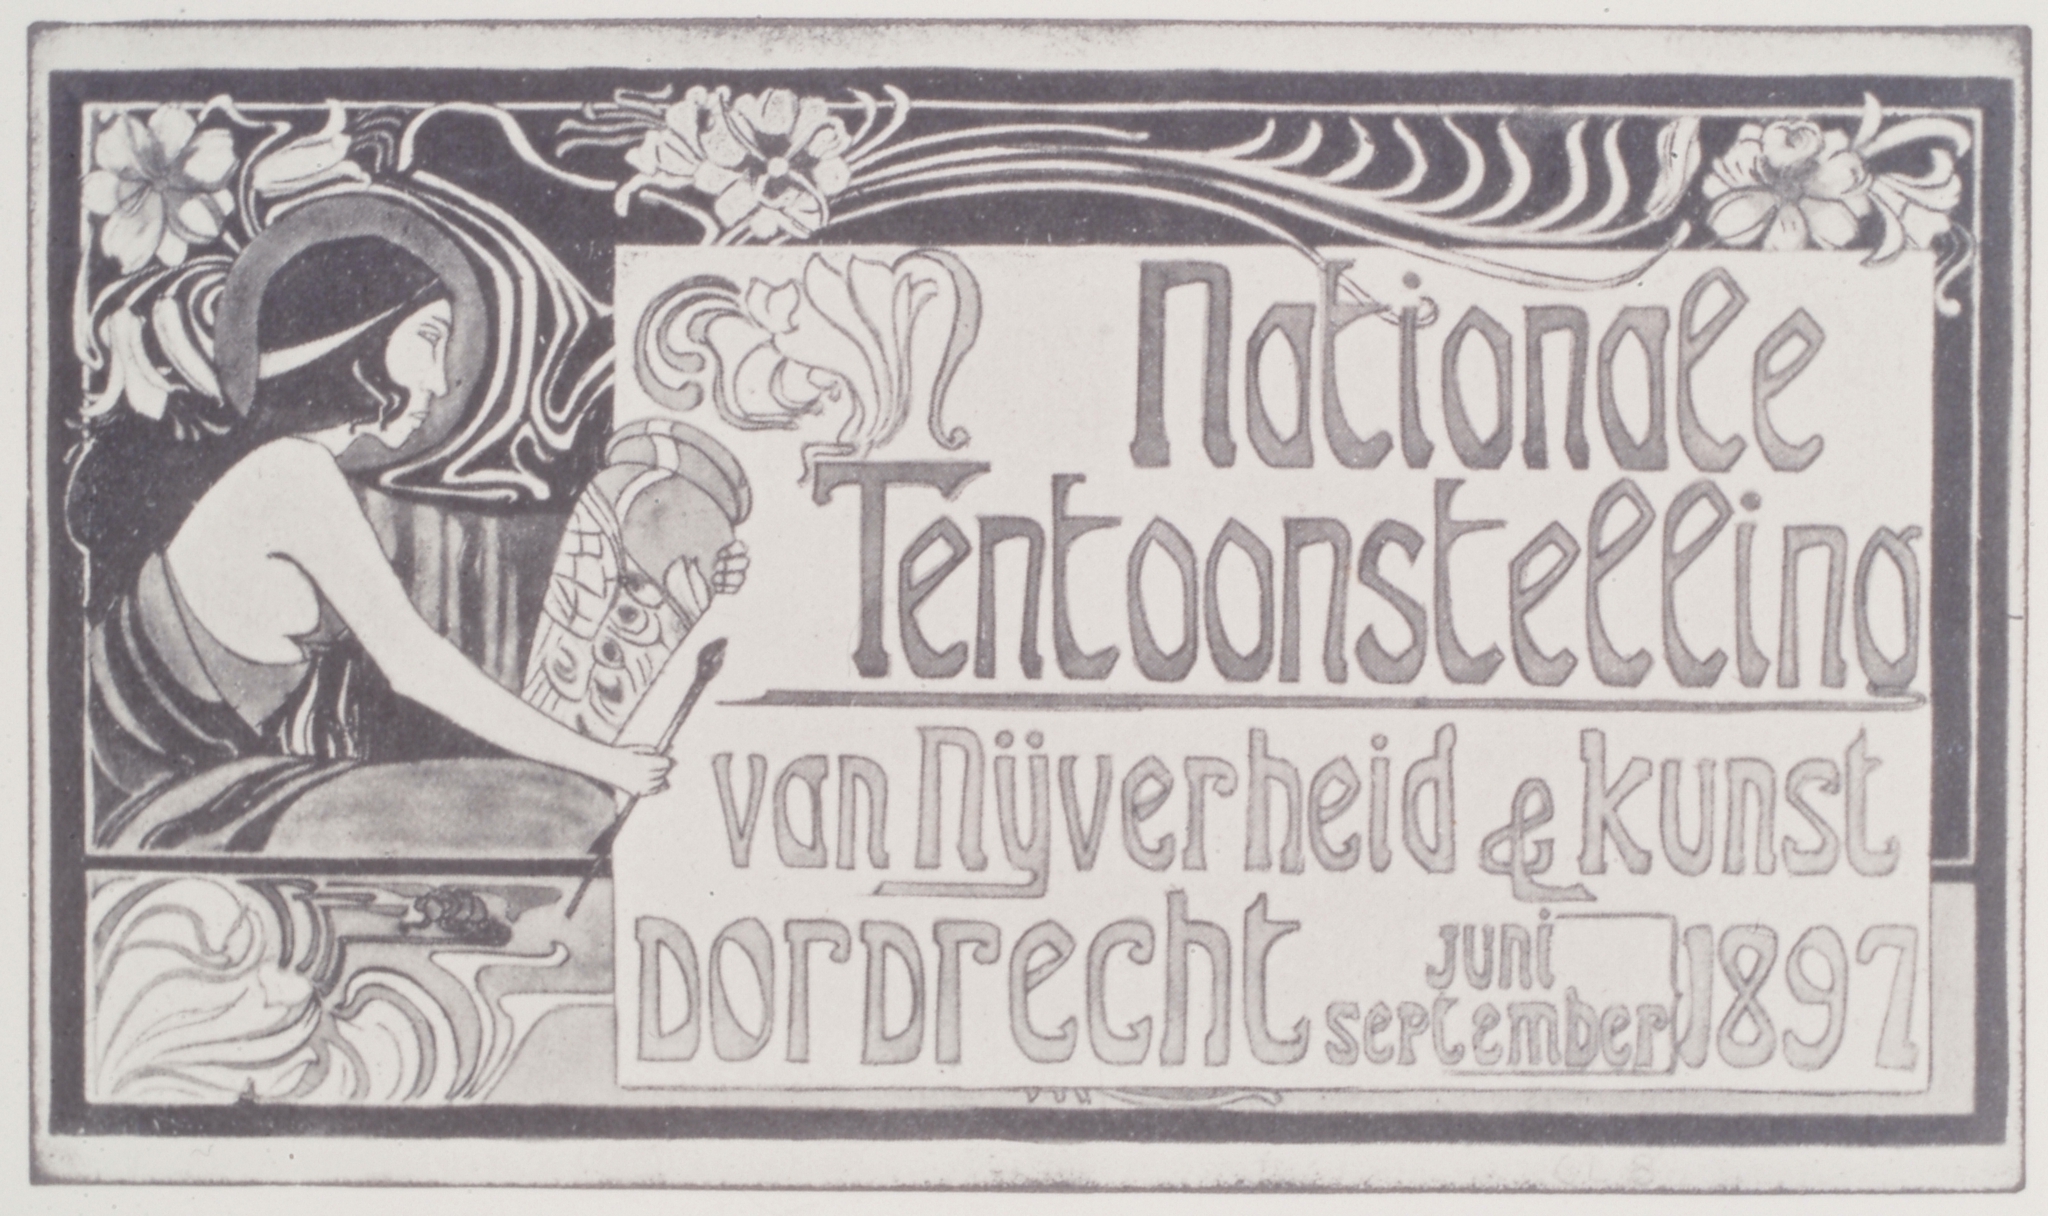 Nationale
Tentoonstelling
van Nijverheid & kunst
Dordrecht juni september 1897